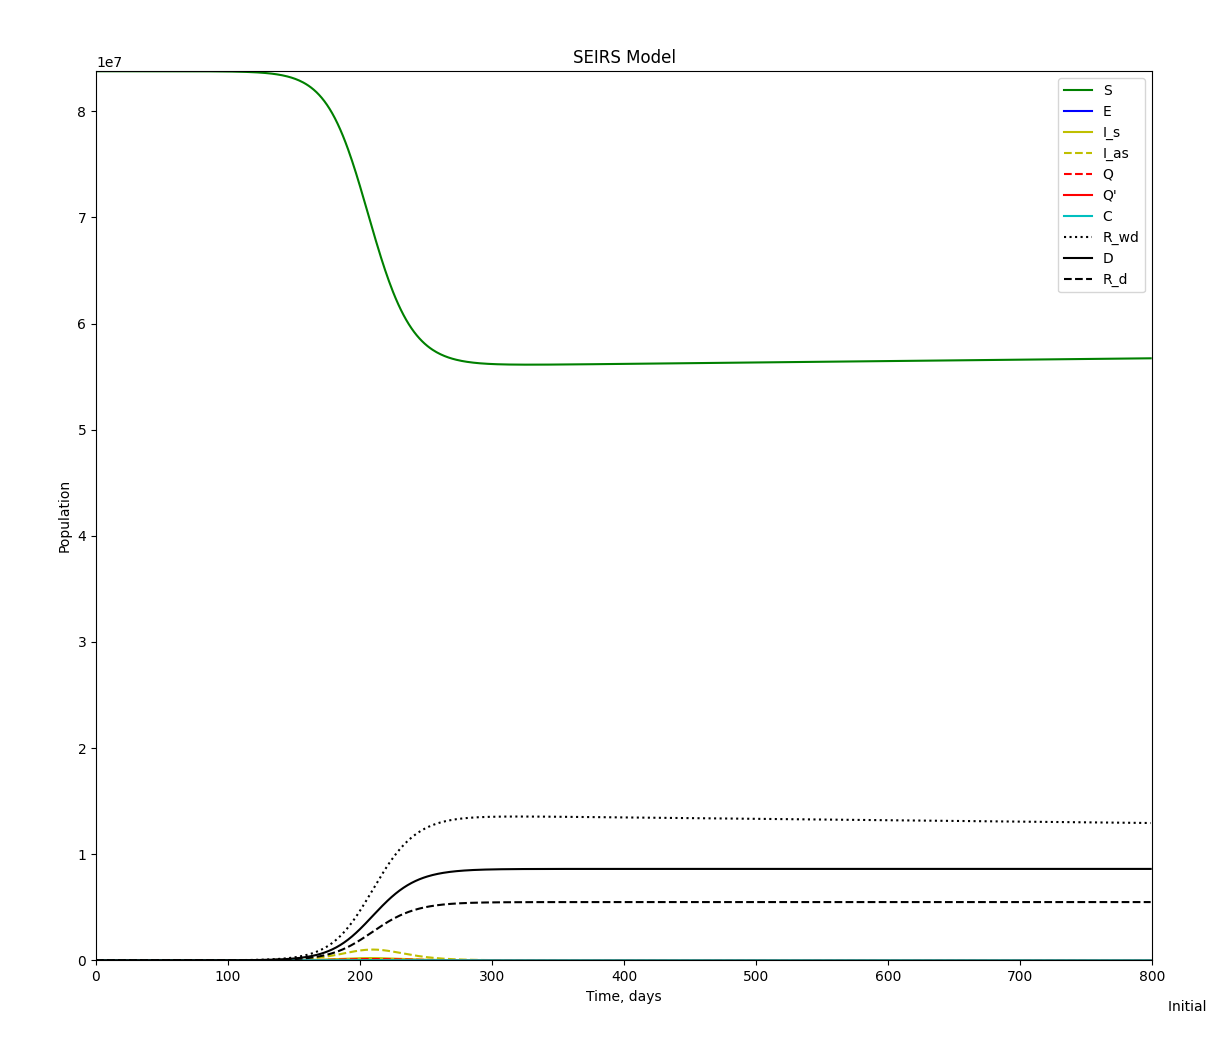 SEIRS Model
1e7
S
E
I_s
I_as
Q
Q'
C
R_wd
D
R_d
8
7
6
5
4
3
2
1
0
Population
0 100 200 300 400 500 600 700 800
Time, days
Initial